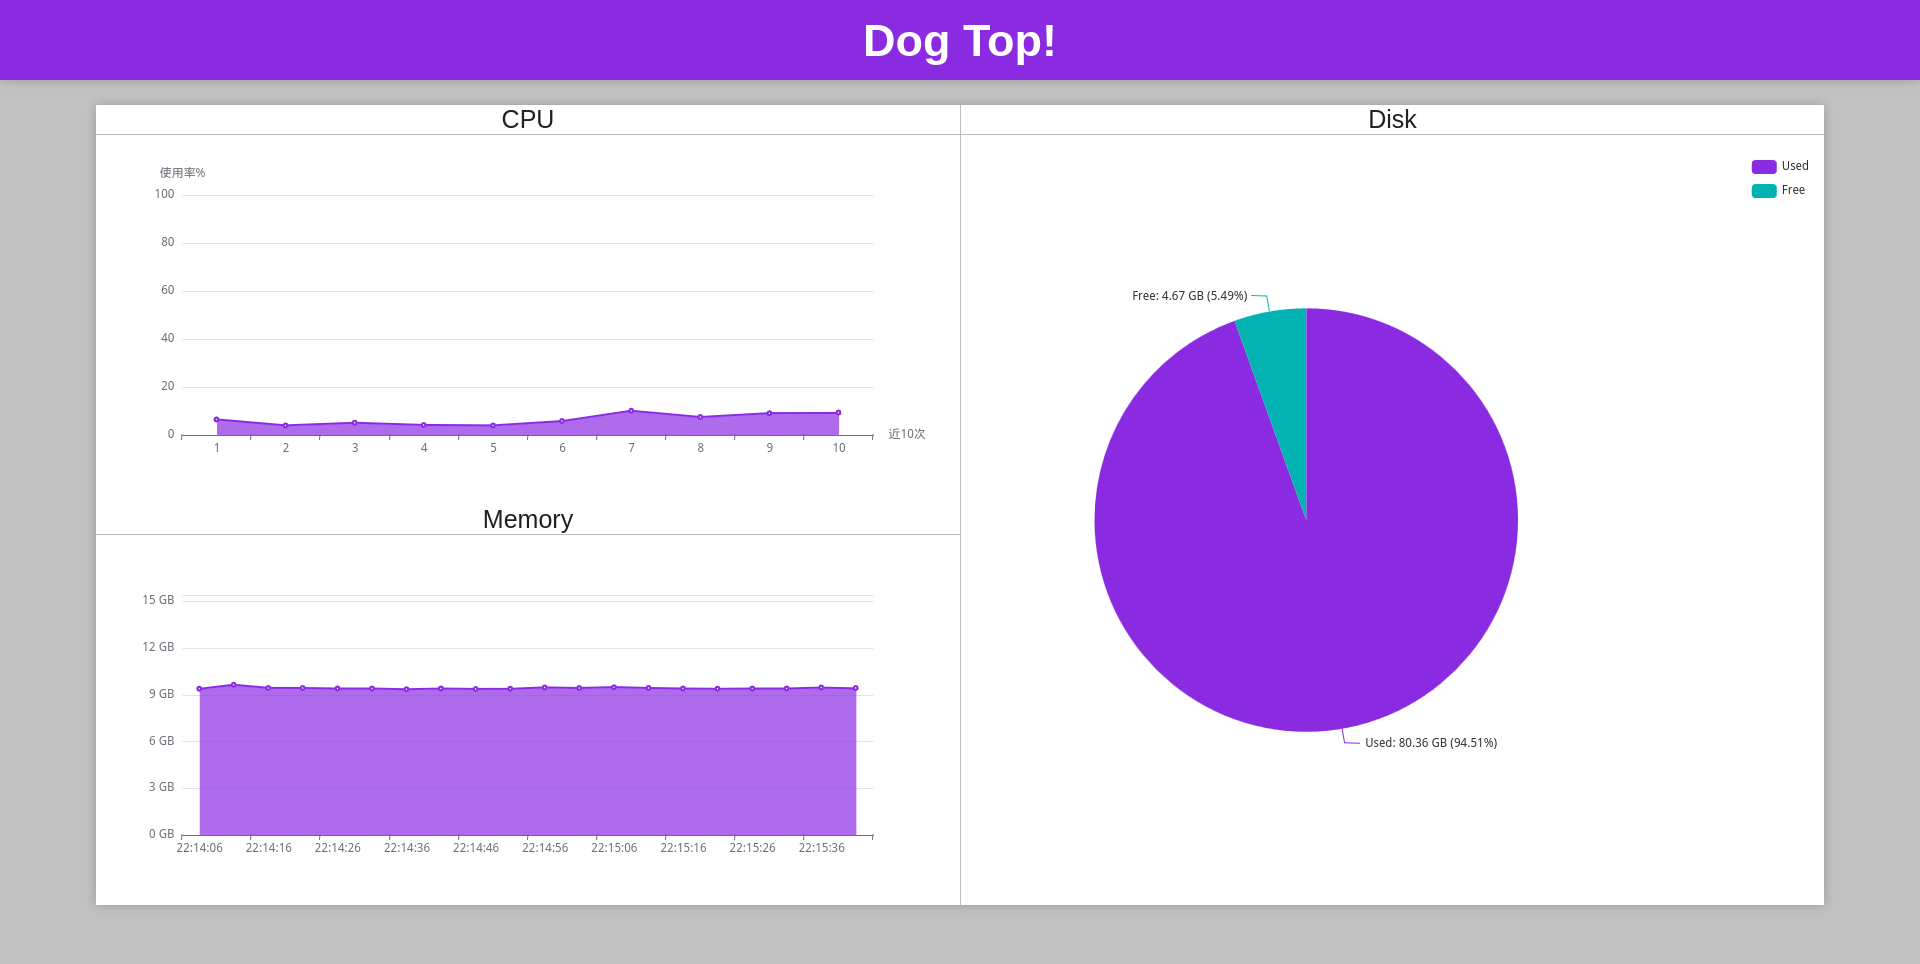 Dog Top!
CPU
使用率%
100
80
60
40
20
0
1 2 3 4 5 6 7 8 9 10
近10次
Memory
15 GB
12 GB
9 GB
6 GB
3 GB
0 GB
22:14:06 22:14:16 22:14:26 22:14:36 22:14:46 22:14:56 22:15:06 22:15:16 22:15:26 22:15:36
Disk
Used
Free
Free: 4.67 GB (5.49%)
Used: 80.36 GB (94.51%)